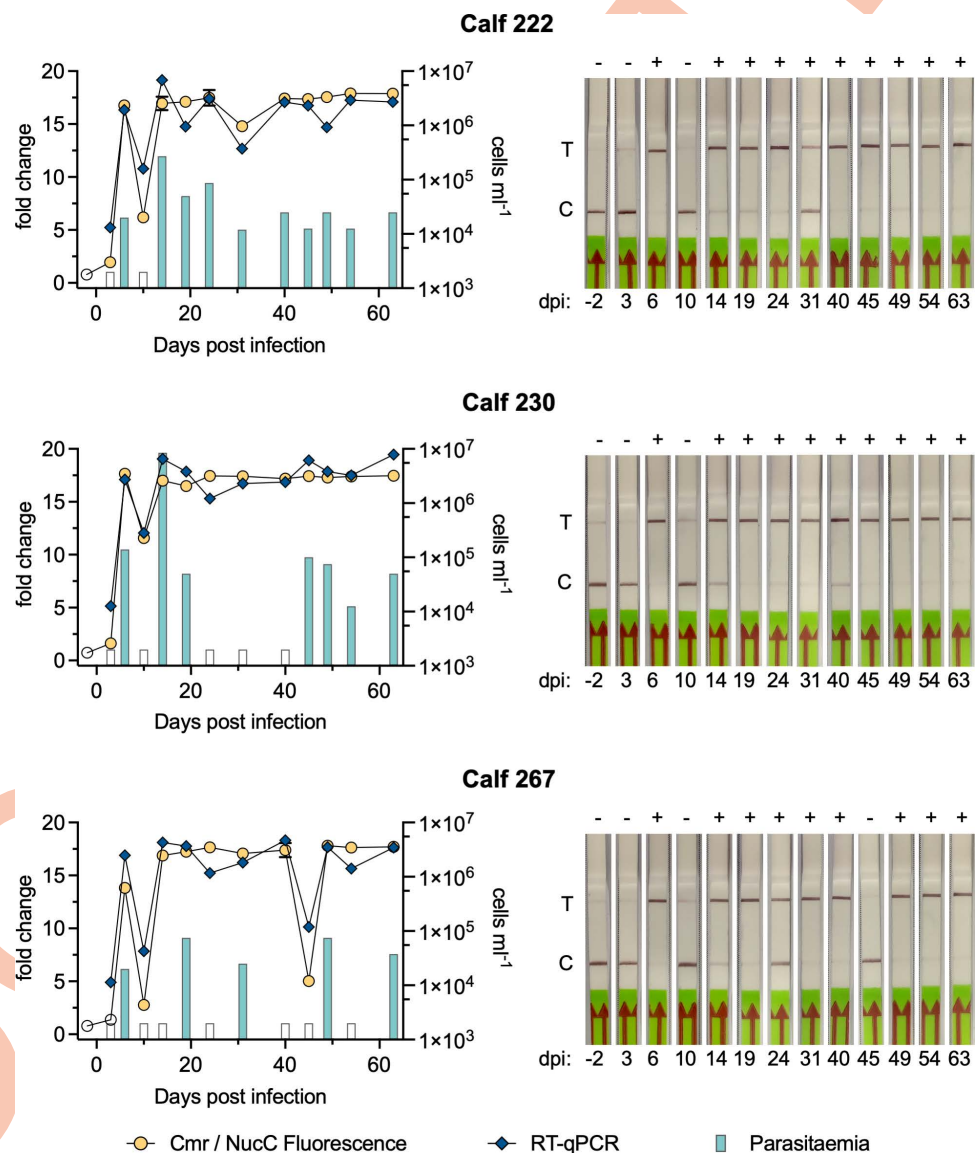 Calf 222
- - + - + + + + + + + + +
20
15
10
5
0
fold change
1×10⁷
1×10⁶
1×10⁵
1×10⁴
1×10³
cells ml⁻¹
0 20 40 60
Days post infection
T
C
dpi: -2 3 6 10 14 19 24 31 40 45 49 54 63
Calf 230
- - + - + + + + + + + + +
20
15
10
5
0
fold change
1×10⁷
1×10⁶
1×10⁵
1×10⁴
1×10³
cells ml⁻¹
0 20 40 60
Days post infection
T
C
dpi: -2 3 6 10 14 19 24 31 40 45 49 54 63
Calf 267
- - + - + + + + + - + + +
20
15
10
5
0
fold change
1×10⁷
1×10⁶
1×10⁵
1×10⁴
1×10³
cells ml⁻¹
0 20 40 60
Days post infection
T
C
dpi: -2 3 6 10 14 19 24 31 40 45 49 54 63
Cmr / NucC Fluorescence RT-qPCR Parasitaemia